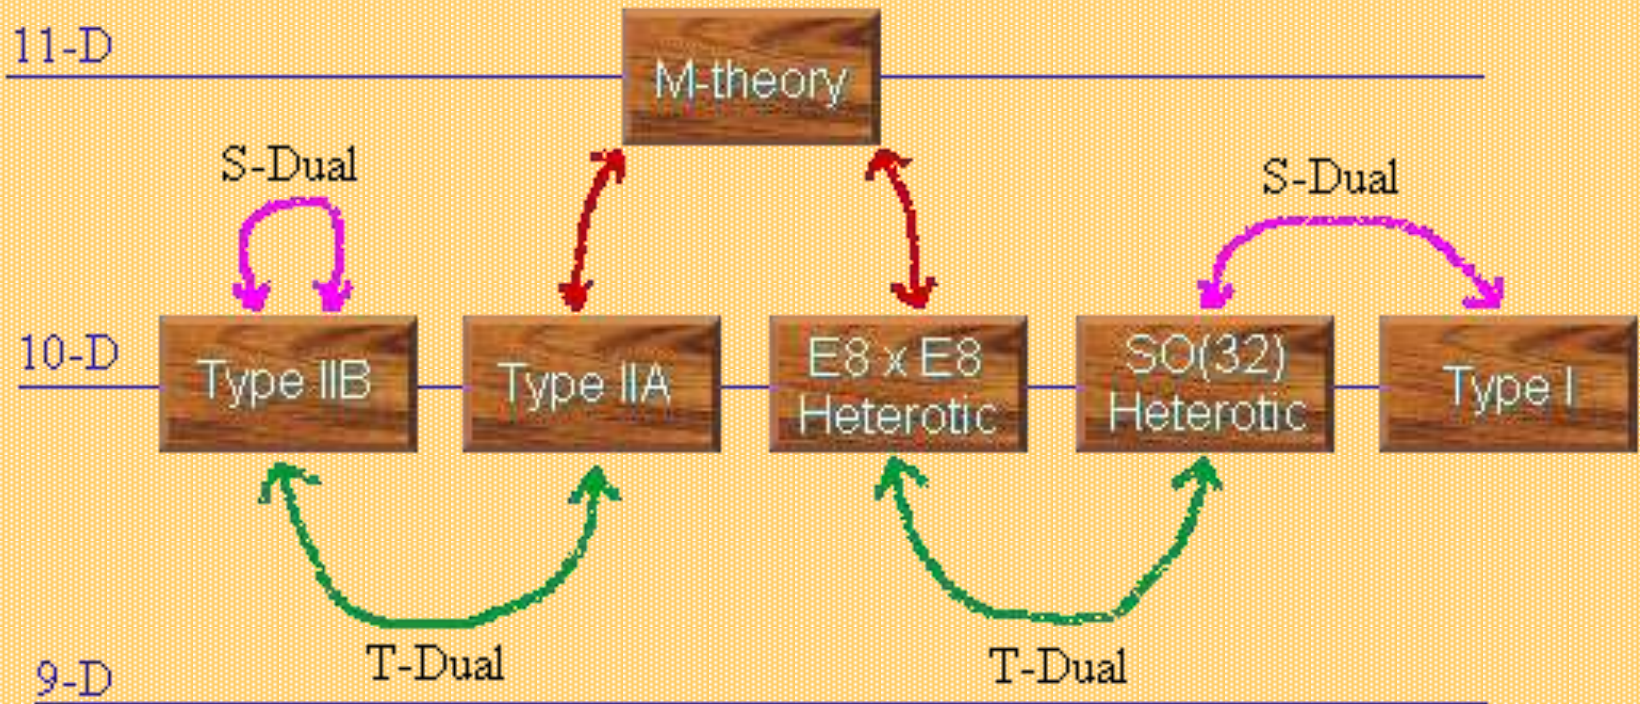 11-D
M-theory
S-Dual
S-Dual
10-D
Type IIB
Type IIA
E8 x E8
Heterotic
SO(32)
Heterotic
Type I
T-Dual
T-Dual
9-D